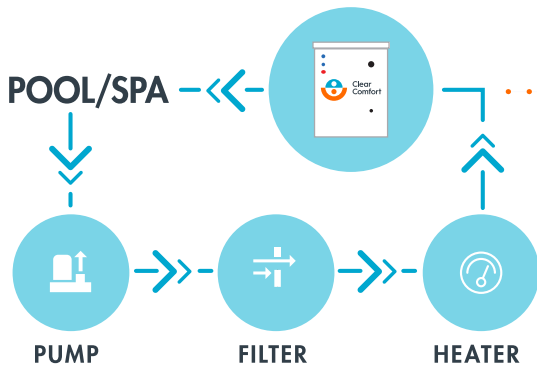 POOL/SPA
Clear
Comfort
PUMP
FILTER
HEATER